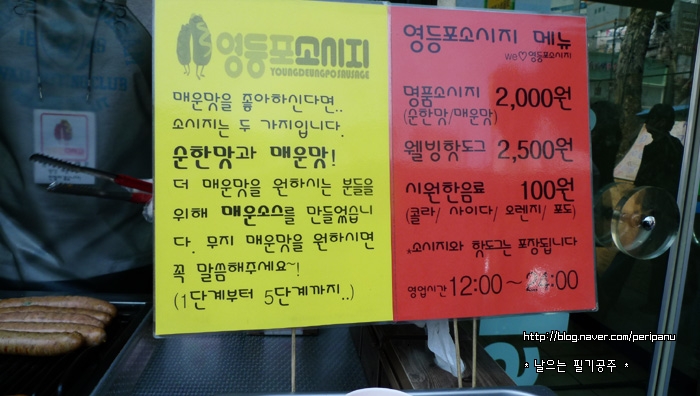 영등포소시지
YOUNGDEUNGPOSAUSAGE
매운맛을 좋아하신다면..
소시지는 두 가지입니다.
순한맛과 매운맛!
더 매운맛을 원하시는 분들을
위해 매운소스를 만들었습니
다. 무지 매운맛을 원하시면
꼭 말씀해주세요~!
(1단계부터 5단계까지..)
영등포소시지 메뉴
we♡영등포소시지
명품소시지 2,000원
(순한맛/매운맛)
웰빙핫도그 2,500원
시원한음료 100원
(콜라/ 사이다/ 오렌지/ 포도)
*소시지와 핫도그는 포장됩니다
영업시간 12:00~24:00
http://blog.naver.com/peripanu
* 날으는 필기공주 *